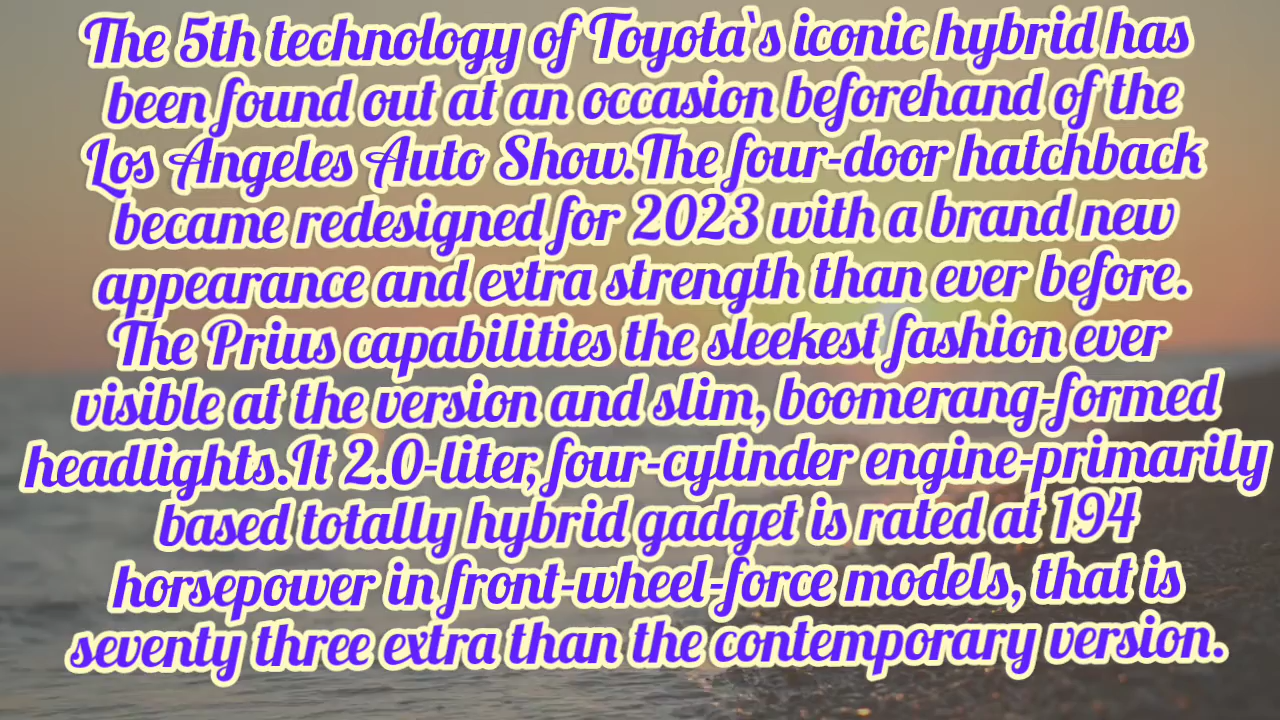 The 5th technology of Toyota`s iconic hybrid has
been found out at an occasion beforehand of the
Los Angeles Auto Show.The four-door hatchback
became redesigned for 2023 with a brand new
appearance and extra strength than ever before.
The Prius capabilities the sleekest fashion ever
visible at the version and slim, boomerang-formed
headlights.It 2.0-liter, four-cylinder engine-primarily
based totally hybrid gadget is rated at 194
horsepower in front-wheel-force models, that is
seventy three extra than the contemporary version.